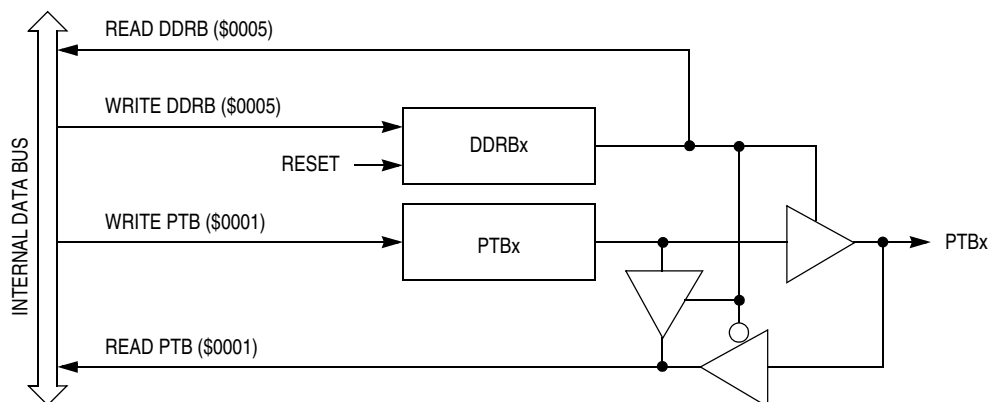 READ DDRB ($0005)
WRITE DDRB ($0005)
DDRBx
RESET
WRITE PTB ($0001)
PTBx
PTBx
READ PTB ($0001)
INTERNAL DATA BUS